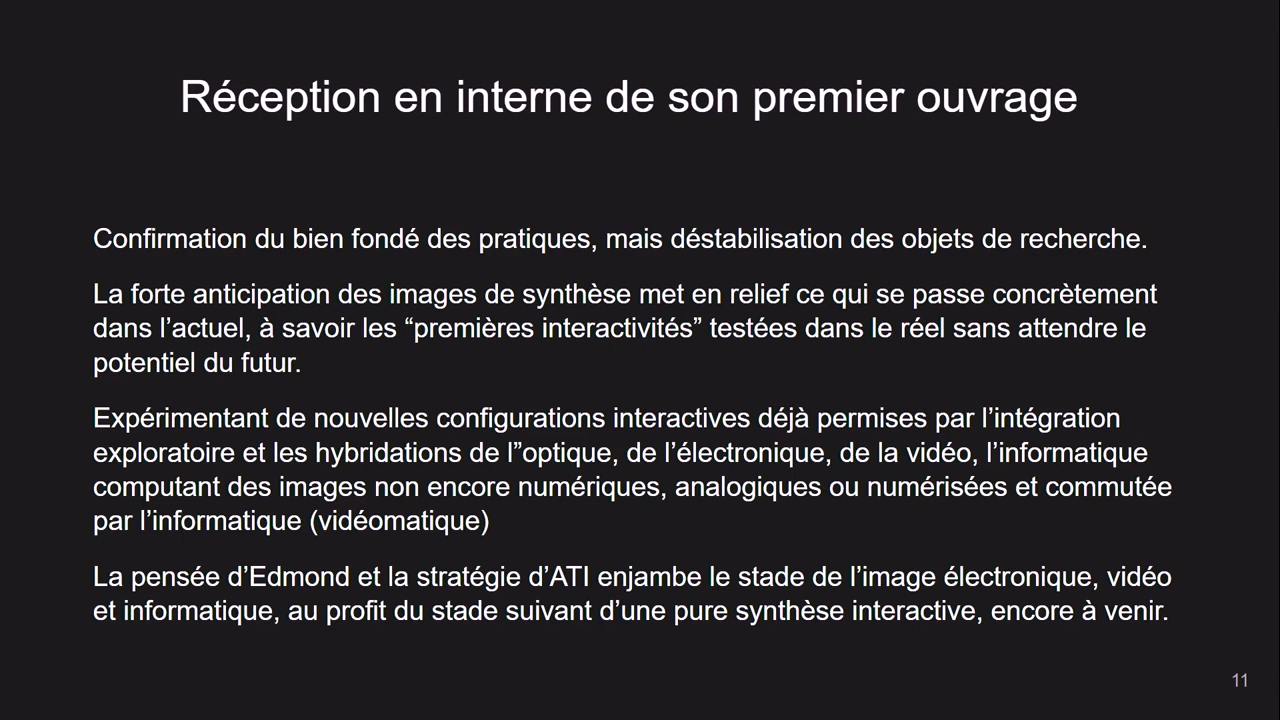 Réception en interne de son premier ouvrage
Confirmation du bien fondé des pratiques, mais déstabilisation des objets de recherche.
La forte anticipation des images de synthèse met en relief ce qui se passe concrètement
dans l’actuel, à savoir les “premières interactivités” testées dans le réel sans attendre le
potentiel du futur.
Expérimentant de nouvelles configurations interactives déjà permises par l’intégration
exploratoire et les hybridations de l”optique, de l’électronique, de la vidéo, l’informatique
computant des images non encore numériques, analogiques ou numérisées et commutée
par l’informatique (vidéomatique)
La pensée d’Edmond et la stratégie d’ATI enjambe le stade de l’image électronique, vidéo
et informatique, au profit du stade suivant d’une pure synthèse interactive, encore à venir.
11